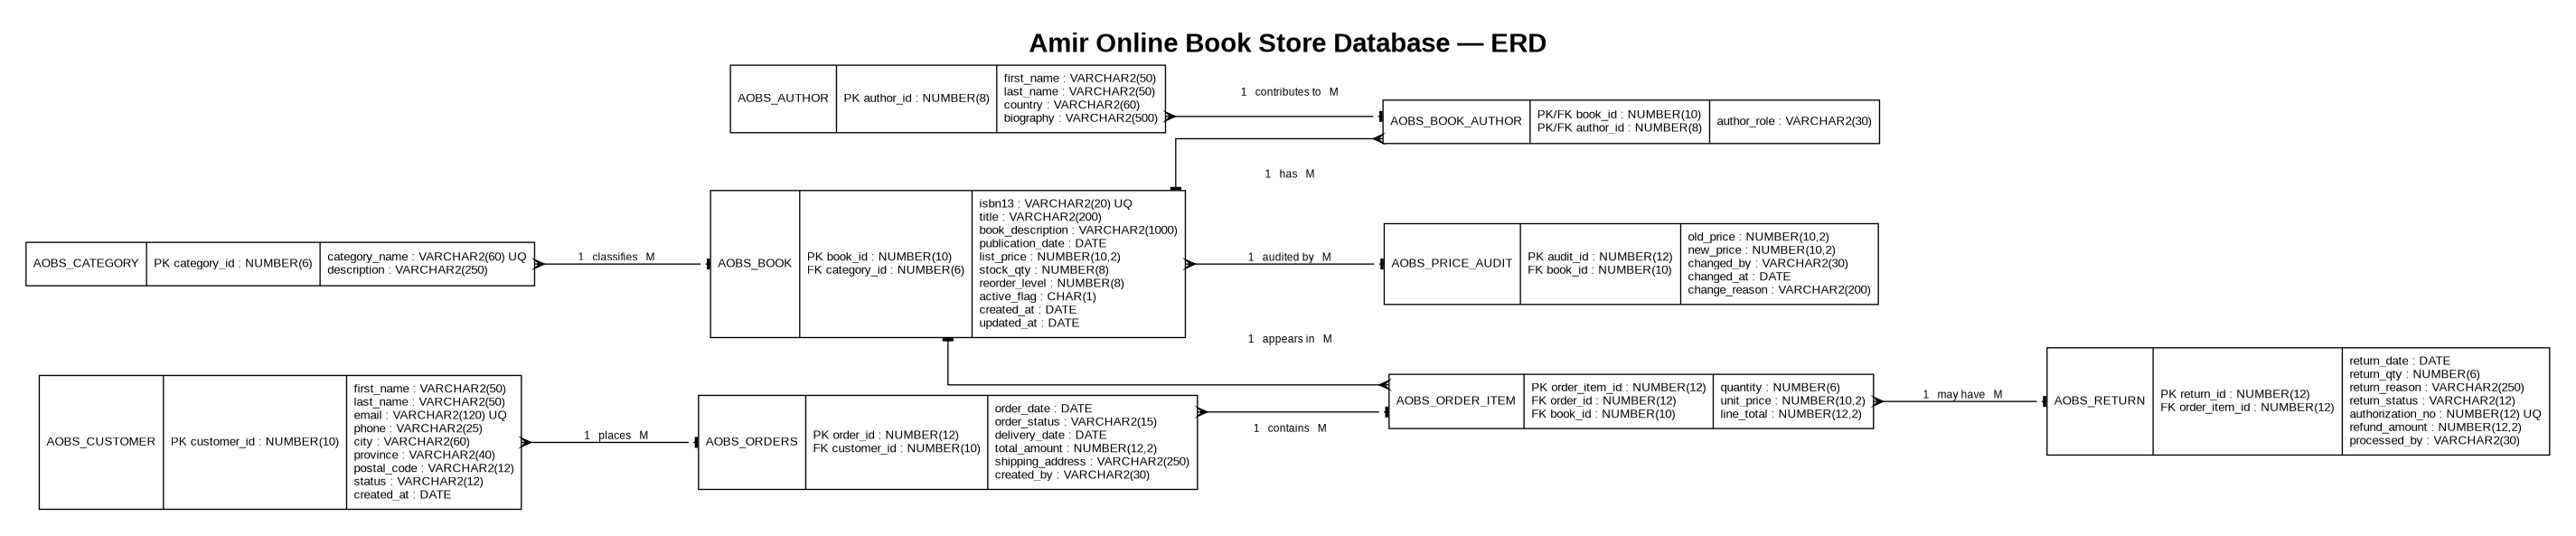 Amir Online Book Store Database — ERD
AOBS_AUTHOR
PK author_id : NUMBER(8)
first_name : VARCHAR2(50)
last_name : VARCHAR2(50)
country : VARCHAR2(60)
biography : VARCHAR2(500)
1 contributes to M
AOBS_BOOK_AUTHOR
PK/FK book_id : NUMBER(10)
PK/FK author_id : NUMBER(8)
author_role : VARCHAR2(30)
1 has M
AOBS_CATEGORY
PK category_id : NUMBER(6)
category_name : VARCHAR2(60) UQ
description : VARCHAR2(250)
1 classifies M
AOBS_BOOK
PK book_id : NUMBER(10)
FK category_id : NUMBER(6)
isbn13 : VARCHAR2(20) UQ
title : VARCHAR2(200)
book_description : VARCHAR2(1000)
publication_date : DATE
list_price : NUMBER(10,2)
stock_qty : NUMBER(8)
reorder_level : NUMBER(8)
active_flag : CHAR(1)
created_at : DATE
updated_at : DATE
1 audited by M
AOBS_PRICE_AUDIT
PK audit_id : NUMBER(12)
FK book_id : NUMBER(10)
old_price : NUMBER(10,2)
new_price : NUMBER(10,2)
changed_by : VARCHAR2(30)
changed_at : DATE
change_reason : VARCHAR2(200)
1 appears in M
AOBS_CUSTOMER
PK customer_id : NUMBER(10)
first_name : VARCHAR2(50)
last_name : VARCHAR2(50)
email : VARCHAR2(120) UQ
phone : VARCHAR2(25)
city : VARCHAR2(60)
province : VARCHAR2(40)
postal_code : VARCHAR2(12)
status : VARCHAR2(12)
created_at : DATE
1 places M
AOBS_ORDERS
PK order_id : NUMBER(12)
FK customer_id : NUMBER(10)
order_date : DATE
order_status : VARCHAR2(15)
delivery_date : DATE
total_amount : NUMBER(12,2)
shipping_address : VARCHAR2(250)
created_by : VARCHAR2(30)
1 contains M
AOBS_ORDER_ITEM
PK order_item_id : NUMBER(12)
FK order_id : NUMBER(12)
FK book_id : NUMBER(10)
quantity : NUMBER(6)
unit_price : NUMBER(10,2)
line_total : NUMBER(12,2)
1 may have M
AOBS_RETURN
PK return_id : NUMBER(12)
FK order_item_id : NUMBER(12)
return_date : DATE
return_qty : NUMBER(6)
return_reason : VARCHAR2(250)
return_status : VARCHAR2(12)
authorization_no : NUMBER(12) UQ
refund_amount : NUMBER(12,2)
processed_by : VARCHAR2(30)